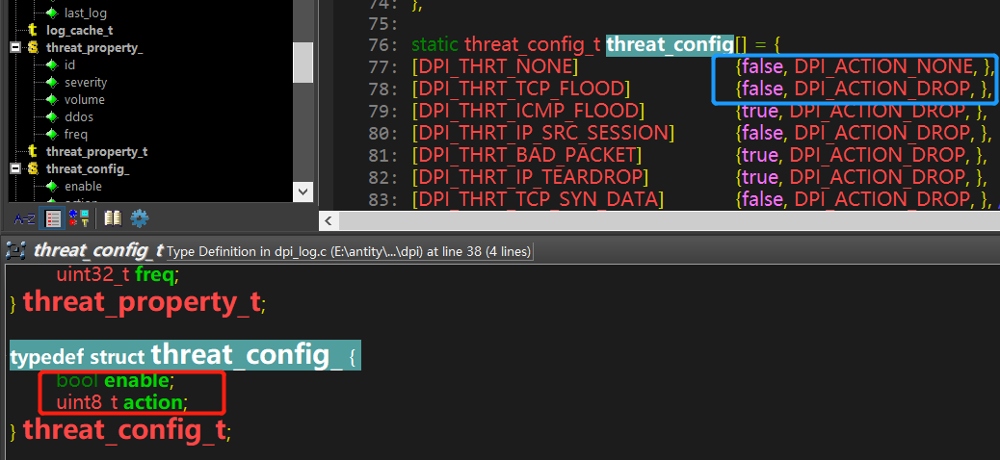 last_log
log_cache_t
threat_property_
id
severity
volume
ddos
freq
threat_property_t
threat_config_
enable
74: },
75:
76: static threat_config_t threat_config[] = {
77: [DPI_THRT_NONE] {false, DPI_ACTION_NONE, },
78: [DPI_THRT_TCP_FLOOD] {false, DPI_ACTION_DROP, },
79: [DPI_THRT_ICMP_FLOOD] {true, DPI_ACTION_DROP, },
80: [DPI_THRT_IP_SRC_SESSION] {false, DPI_ACTION_DROP, },
81: [DPI_THRT_BAD_PACKET] {true, DPI_ACTION_DROP, },
82: [DPI_THRT_IP_TEARDROP] {true, DPI_ACTION_DROP, },
83: [DPI_THRT_TCP_SYN_DATA] {false, DPI_ACTION_DROP, },
A-Z
threat_config_t Type Definition in dpi_log.c (E:\antity\...\dpi) at line 38 (4 lines)
uint32_t freq;
} threat_property_t;
typedef struct threat_config_ {
bool enable;
uint8_t action;
} threat_config_t;